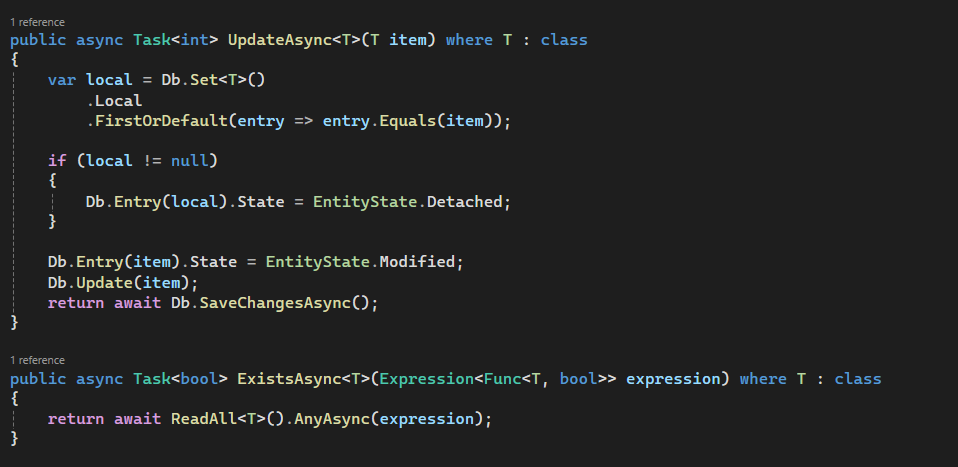 1 reference
public async Task<int> UpdateAsync<T>(T item) where T : class
{
    var local = Db.Set<T>()
        .Local
        .FirstOrDefault(entry => entry.Equals(item));
    if (local != null)
    {
        Db.Entry(local).State = EntityState.Detached;
    }
    Db.Entry(item).State = EntityState.Modified;
    Db.Update(item);
    return await Db.SaveChangesAsync();
}
1 reference
public async Task<bool> ExistsAsync<T>(Expression<Func<T, bool>> expression) where T : class
{
    return await ReadAll<T>().AnyAsync(expression);
}